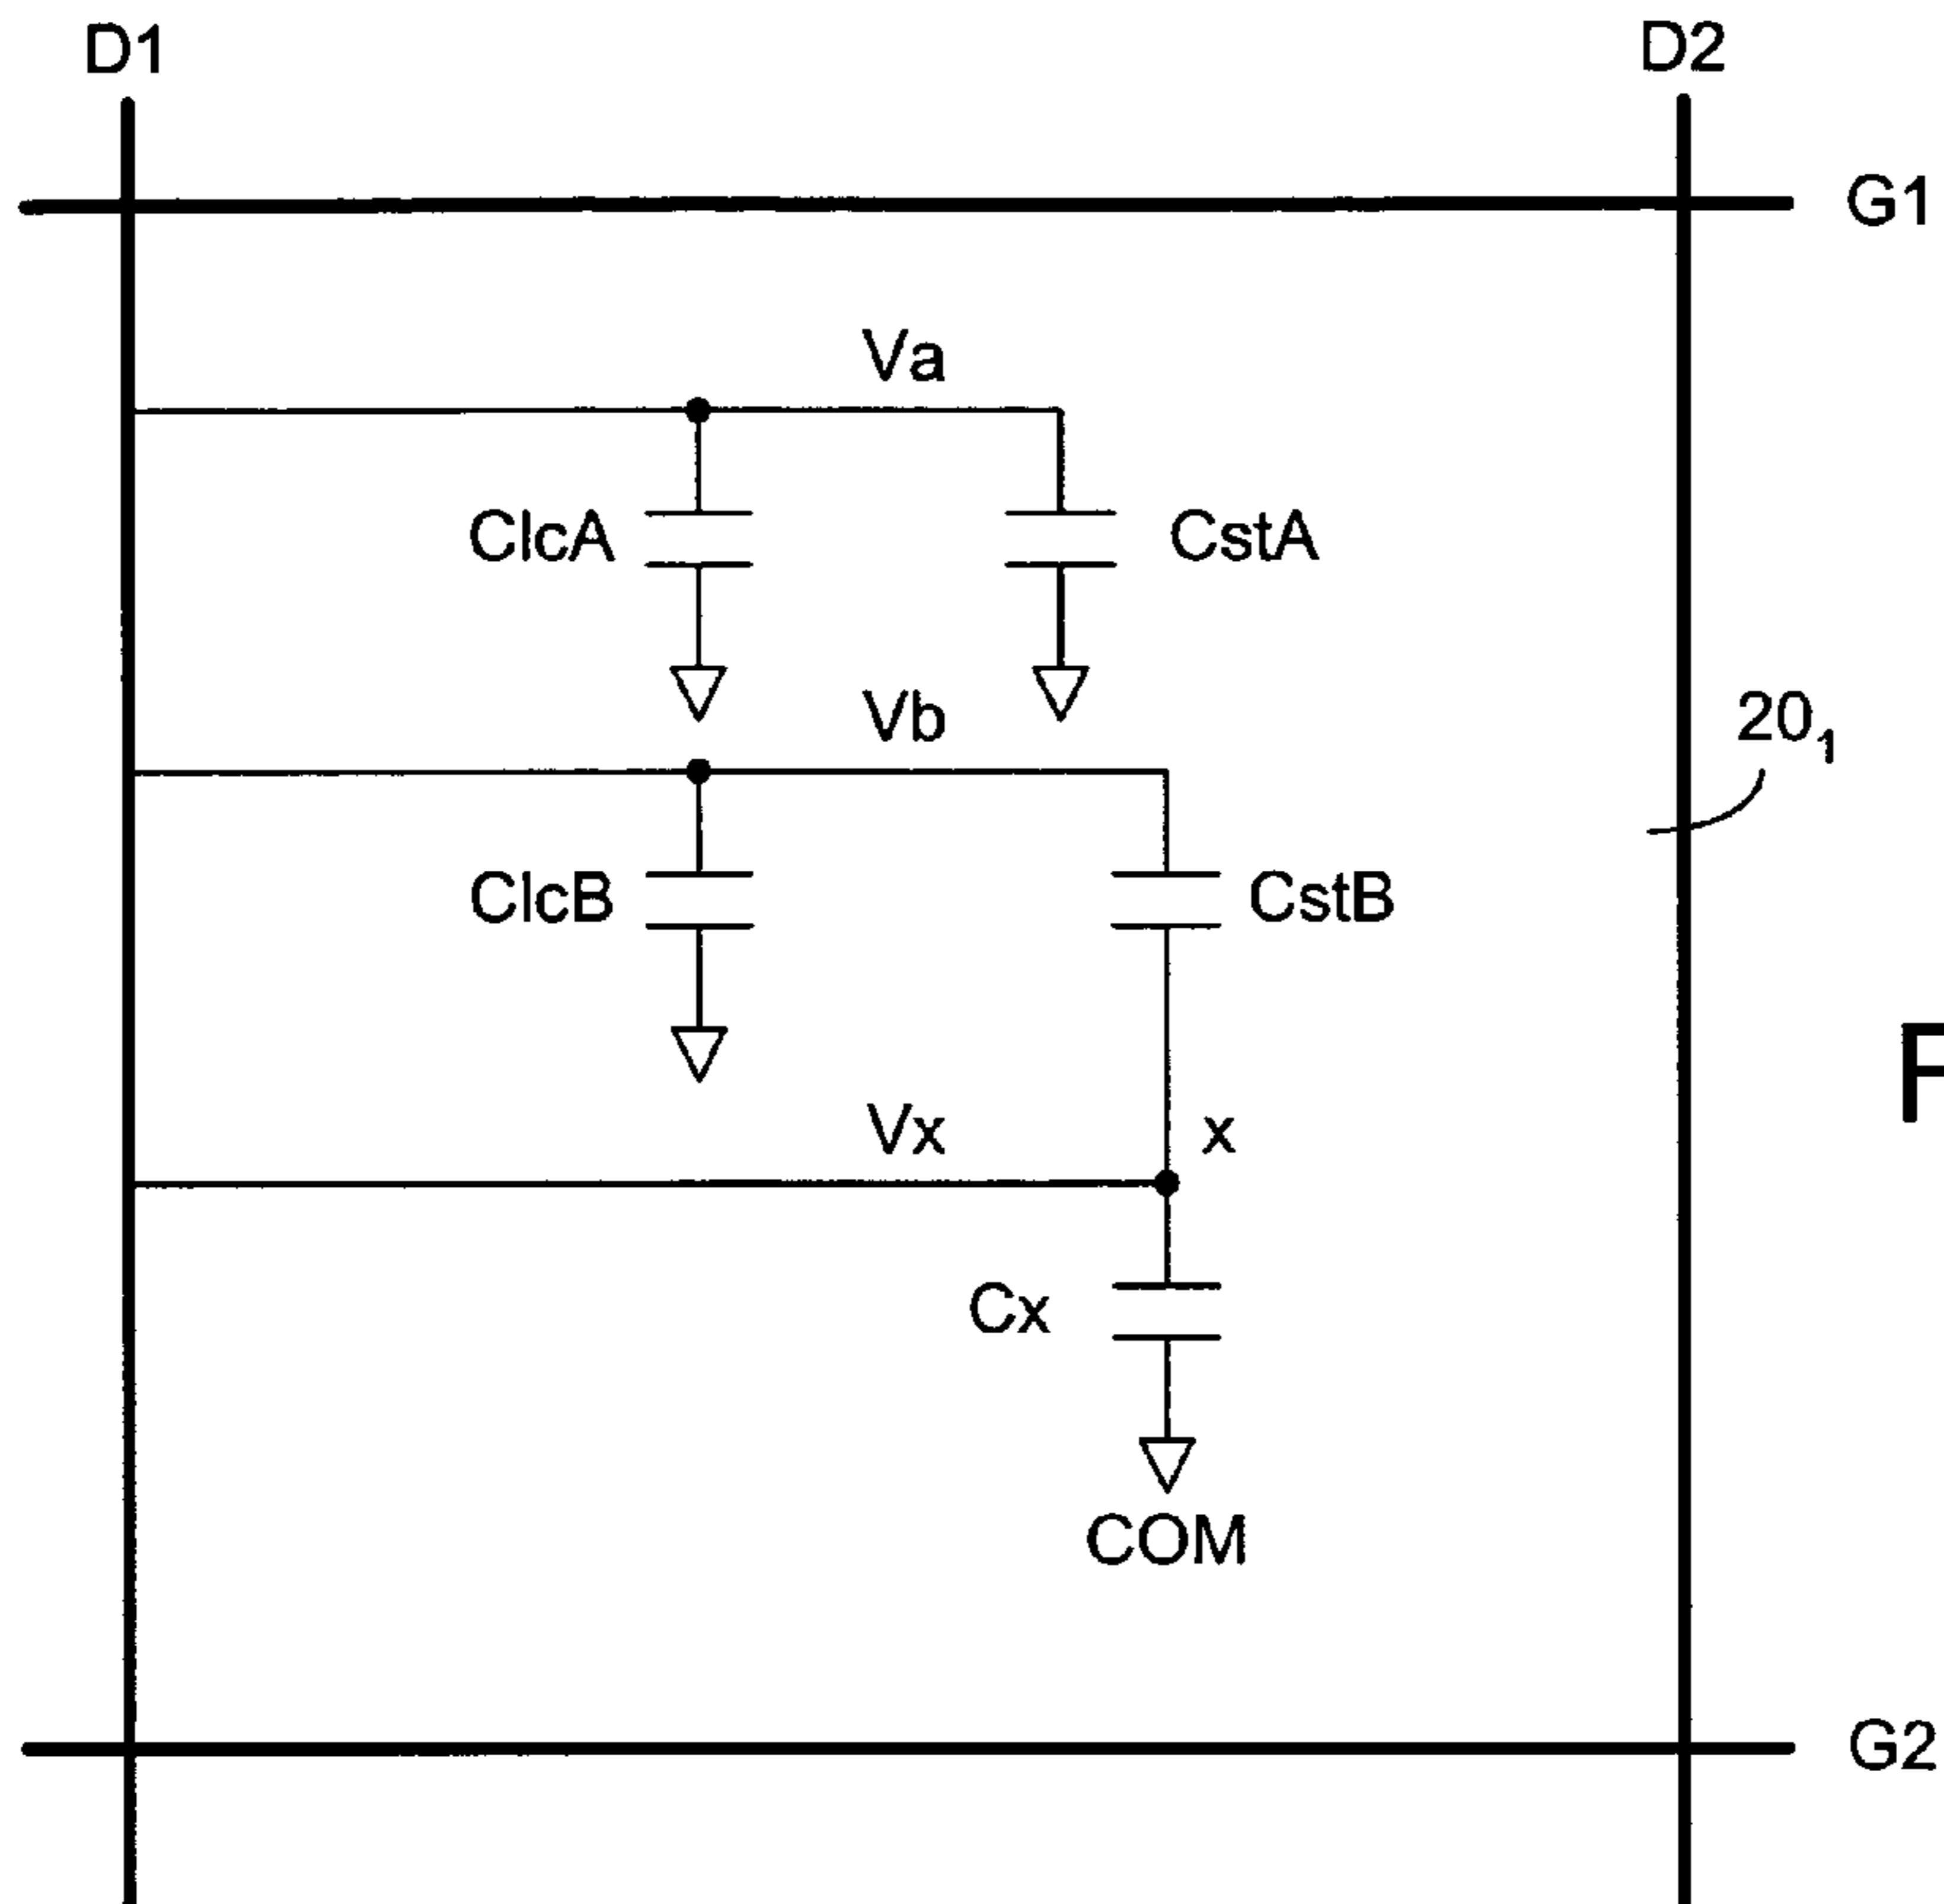 D1
D2
G1
Va
ClcA
CstA
Vb
20₁
ClcB
CstB
F
Vx
x
Cx
COM
G2